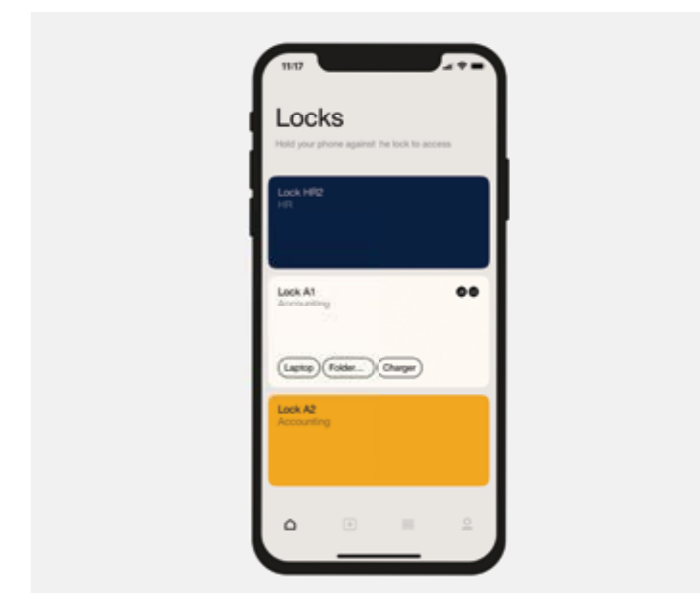 11:17
Locks
Hold your phone against the lock to access
Lock HR2
HR
Lock A1
Accounting
Laptop
Folder...
Charger
Lock A2
Accounting